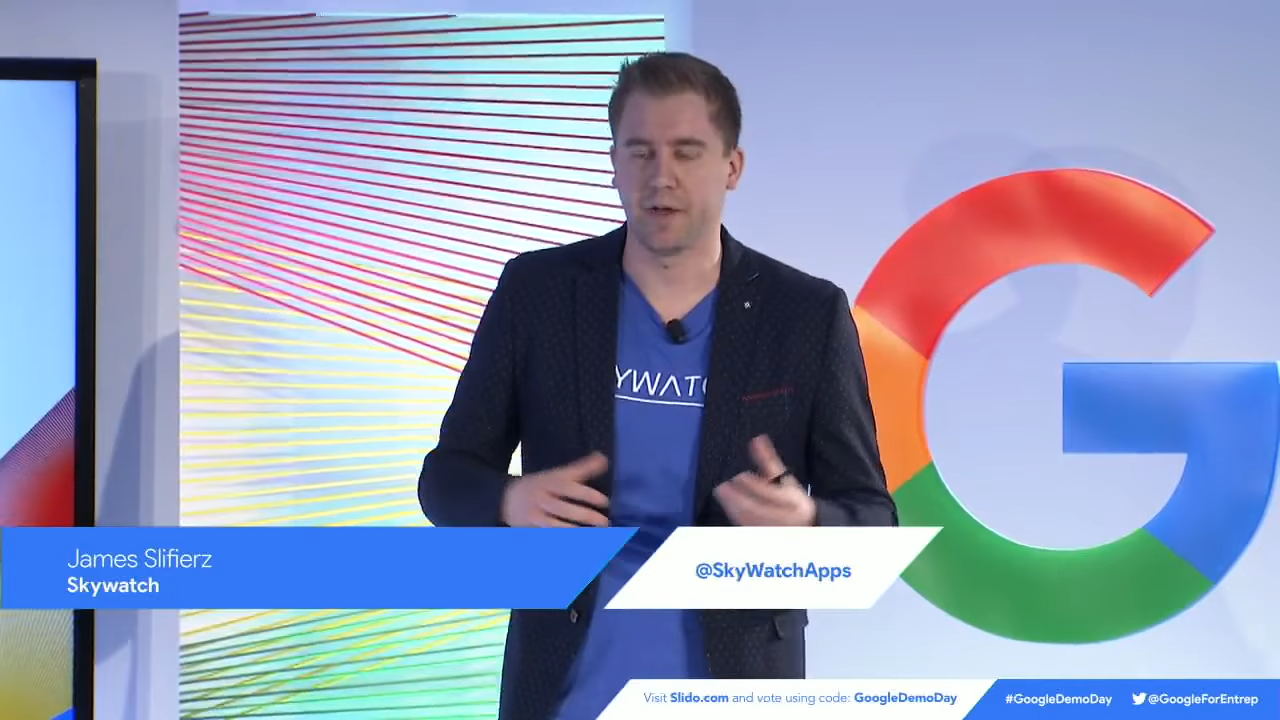 YWATC
James Slifierz
Skywatch
@SkyWatchApps
Visit Slido.com and vote using code: GoogleDemoDay
#GoogleDemoDay
@GoogleForEntrep